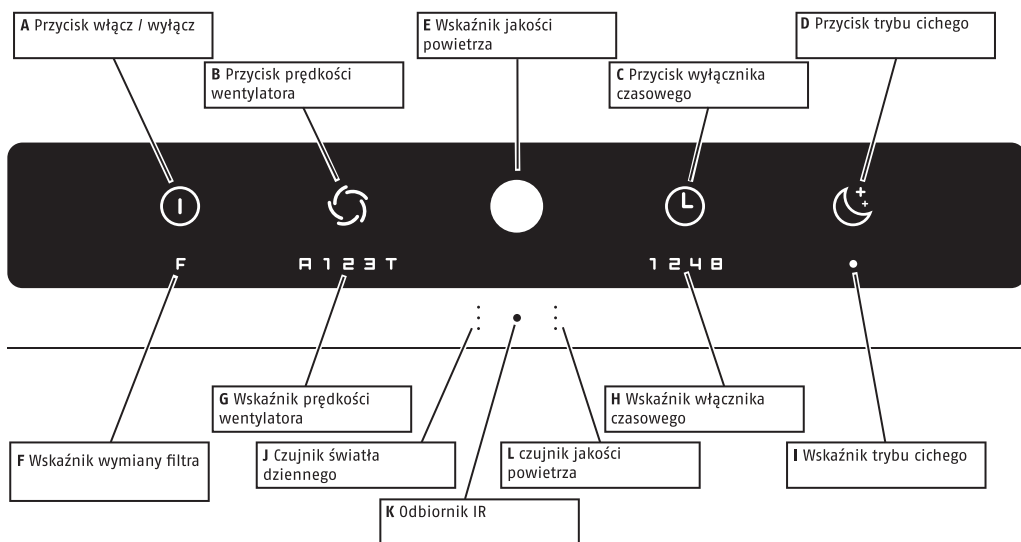 A Przycisk włącz / wyłącz
E Wskaźnik jakości
powietrza
D Przycisk trybu cichego
B Przycisk prędkości
wentylatora
C Przycisk wyłącznika
czasowego
F
A 1 2 3 T
1 2 4 8
G Wskaźnik prędkości
wentylatora
H Wskaźnik włącznika
czasowego
F Wskaźnik wymiany filtra
J Czujnik światła
dziennego
L czujnik jakości
powietrza
I Wskaźnik trybu cichego
K Odbiornik IR